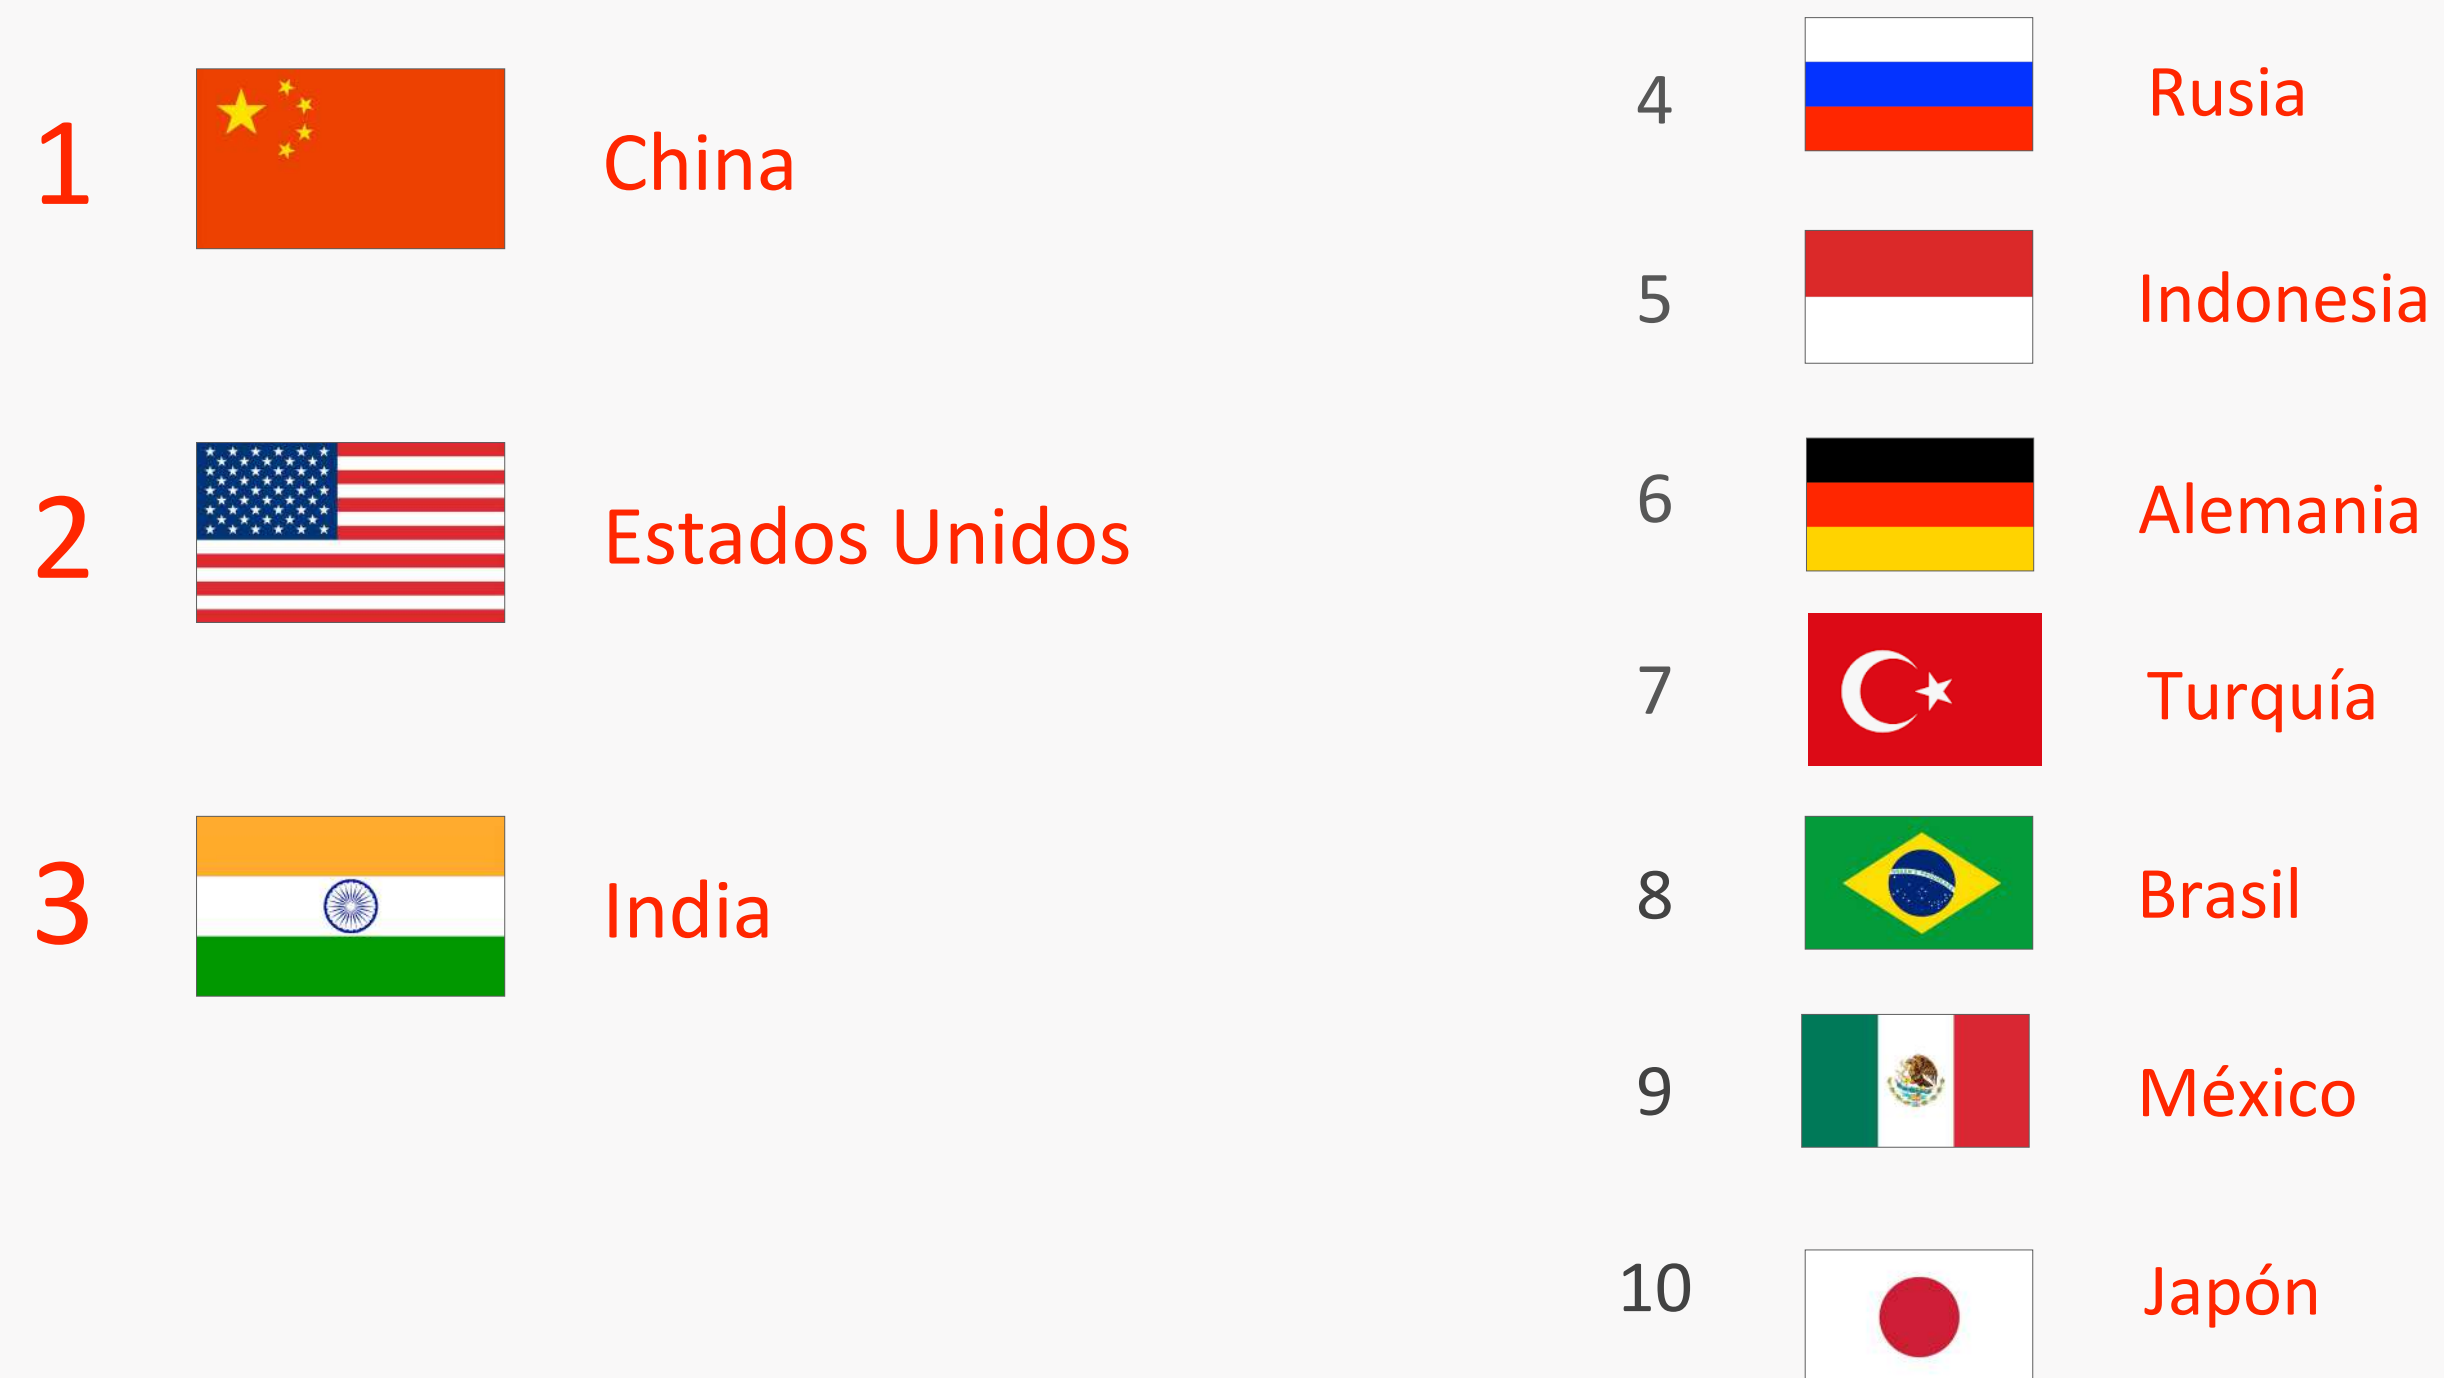 1 China
2 Estados Unidos
3 India
4 Rusia
5 Indonesia
6 Alemania
7 Turquía
8 Brasil
9 México
10 Japón